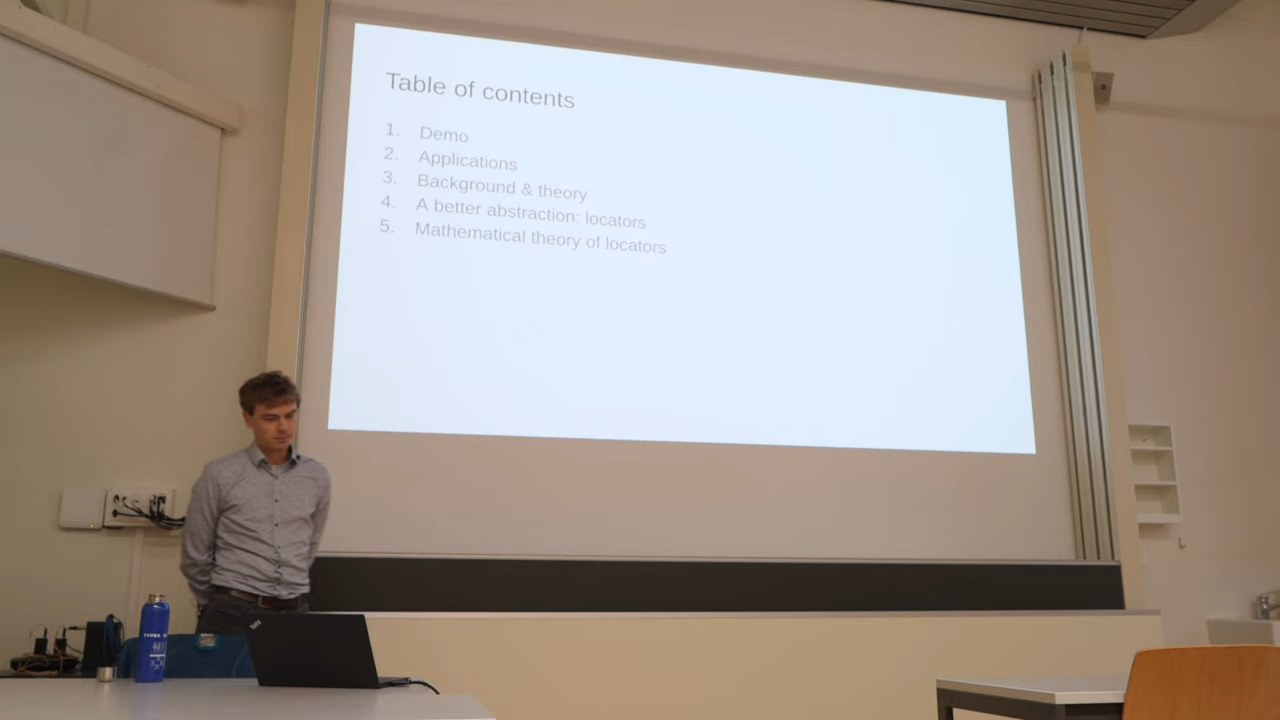 Table of contents
1. Demo
2. Applications
3. Background & theory
4. A better abstraction: locators
5. Mathematical theory of locators